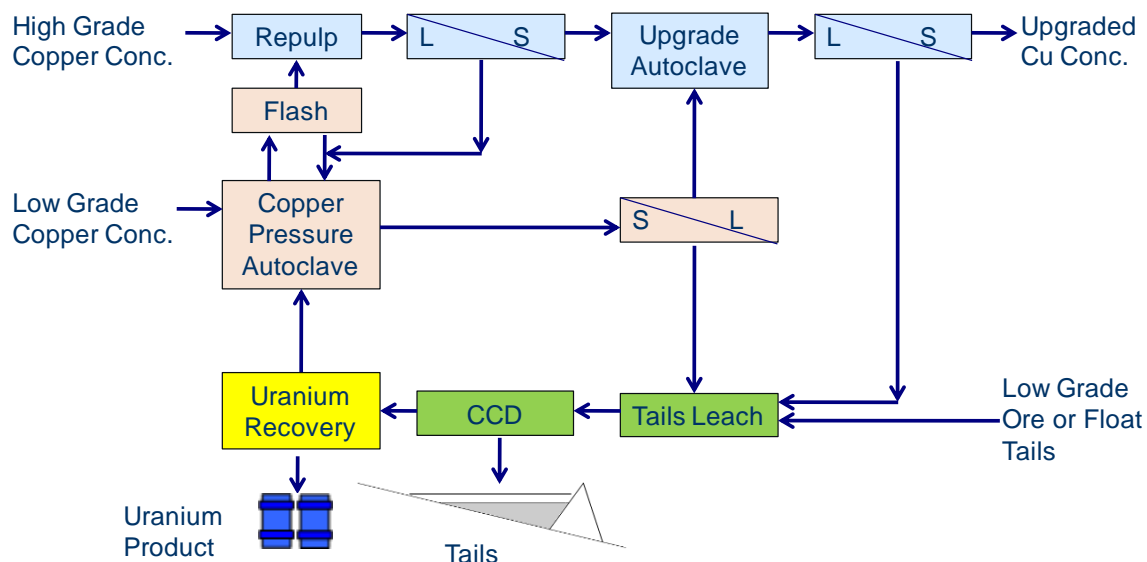 High Grade
Copper Conc.
Repulp
L S
Upgrade
Autoclave
L S
Upgraded
Cu Conc.
Flash
Low Grade
Copper Conc.
Copper
Pressure
Autoclave
S L
Uranium
Recovery
CCD
Tails Leach
Low Grade
Ore or Float
Tails
Uranium
Product
Tails